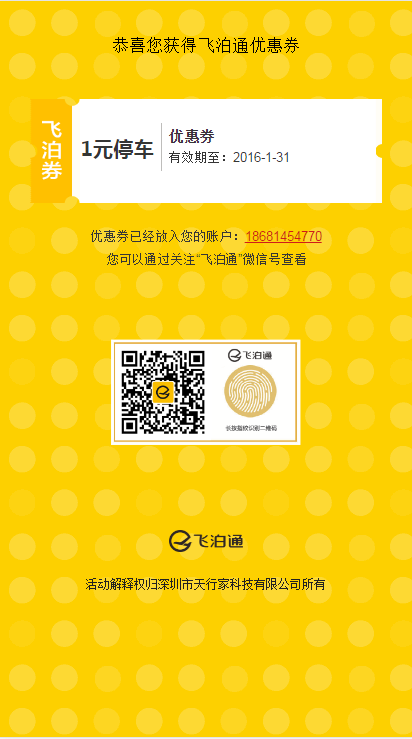 恭喜您获得飞泊通优惠券
飞泊券
1元停车
优惠券
有效期至：2016-1-31
优惠券已经放入您的账户：18681454770
您可以通过关注“飞泊通”微信号查看
飞泊通
长按指纹识别二维码
飞泊通
活动解释权归深圳市天行家科技有限公司所有